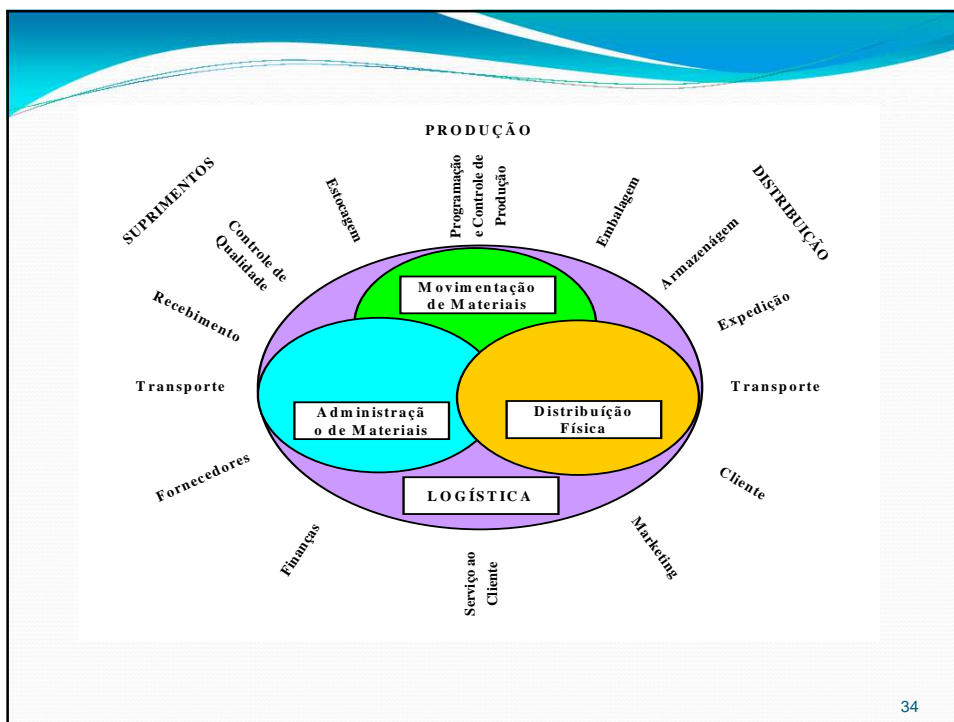 PRODUÇÃO
SUPRIMENTOS
DISTRIBUIÇÃO
Programação
e Controle de
Produção
Estocagem
Embalagem
Controle de
Qualidade
Armazenágem
Recebimento
Expedição
Movimentação
de Materiais
Transporte
Transporte
Administraçã
o de Materiais
Distribuíção
Física
Fornecedores
Cliente
LOGÍSTICA
Finanças
Marketing
Serviço ao
Cliente
34